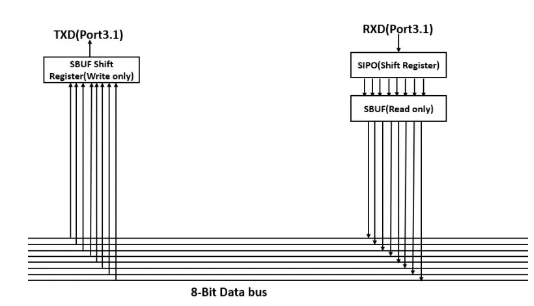 TXD(Port3.1)
SBUF Shift
Register(Write only)
RXD(Port3.1)
SIPO(Shift Register)
SBUF(Read only)
8-Bit Data bus